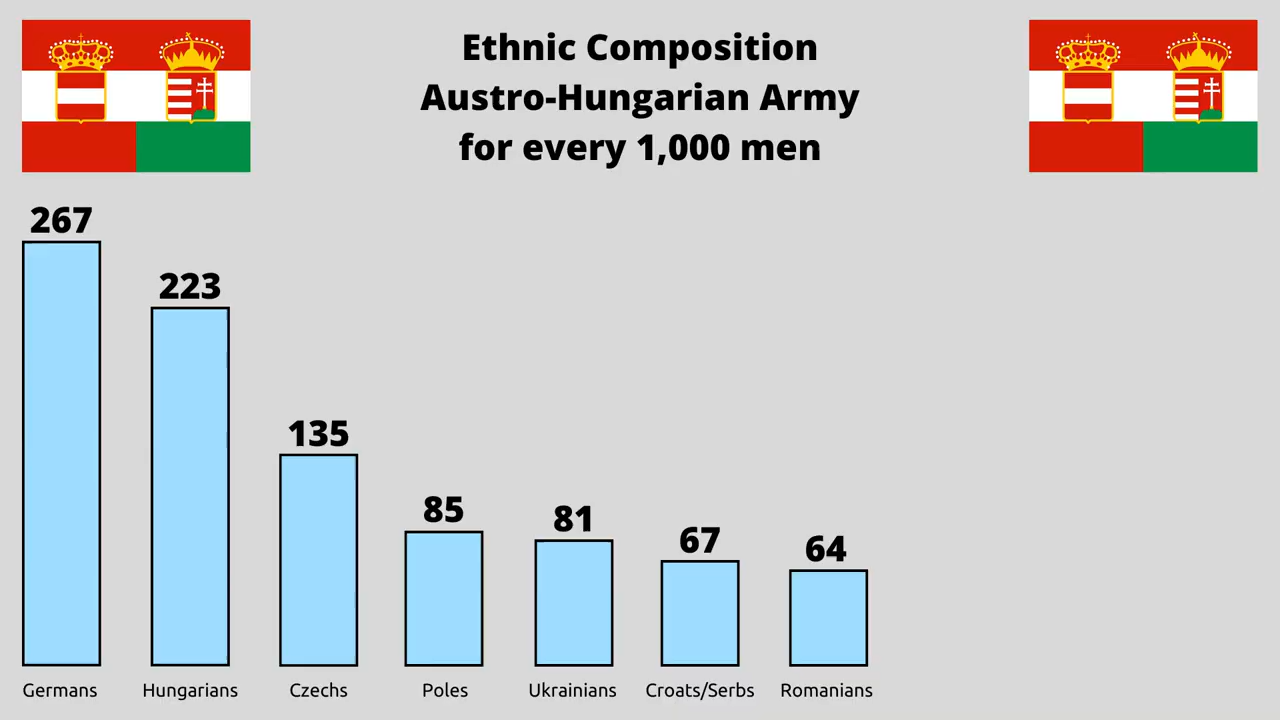 Ethnic Composition
Austro-Hungarian Army
for every 1,000 men
267
223
135
85
81
67
64
Germans
Hungarians
Czechs
Poles
Ukrainians
Croats/Serbs
Romanians